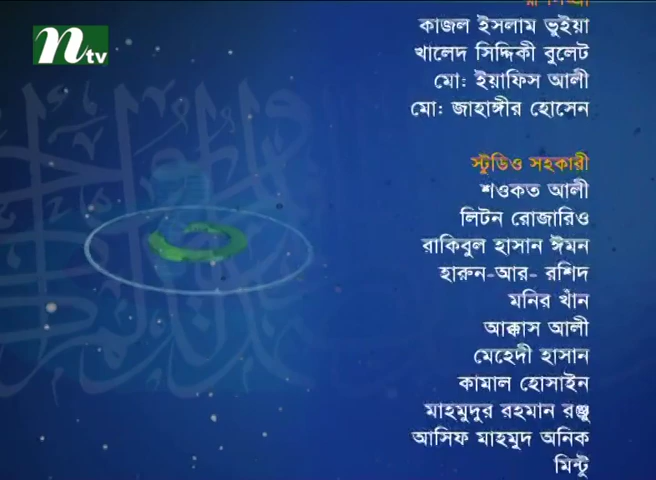 ntv
কাজল ইসলাম ভুইয়া
খালেদ সিদ্দিকী বুলেট
মো: ইয়াফিস আলী
মো: জাহাঙ্গীর হোসেন
স্টুডিও সহকারী
শওকত আলী
লিটন রোজারিও
রাকিবুল হাসান ঈমন
হারুন-আর- রশিদ
মনির খাঁন
আক্কাস আলী
মেহেদী হাসান
কামাল হোসাইন
মাহমুদুর রহমান রঞ্জু
আসিফ মাহমুদ অনিক
মিন্টু